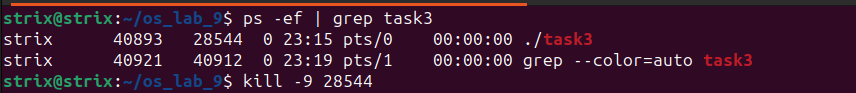 strix@strix:~/os_lab_9$ ps -ef | grep task3
strix      40893   28544  0 23:15 pts/0    00:00:00 ./task3
strix      40921   40912  0 23:19 pts/1    00:00:00 grep --color=auto task3
strix@strix:~/os_lab_9$ kill -9 28544